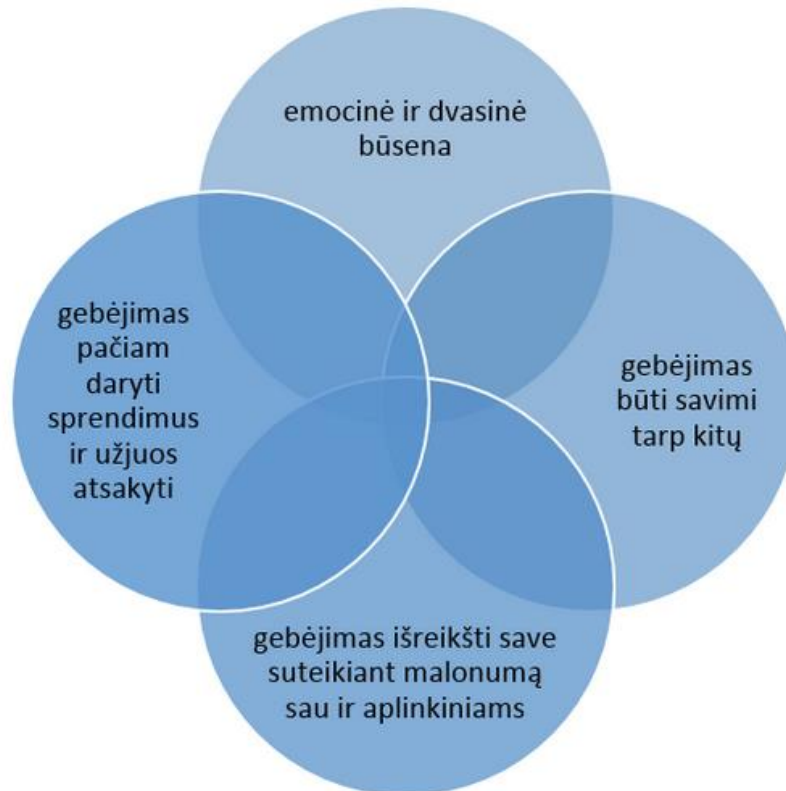 emocinė ir dvasinė
būsena
gebėjimas
pačiam
daryti
sprendimus
ir užjuos
atsakyti
gebėjimas
būti savimi
tarp kitų
gebėjimas išreikšti save
suteikiant malonumą
sau ir aplinkiniams